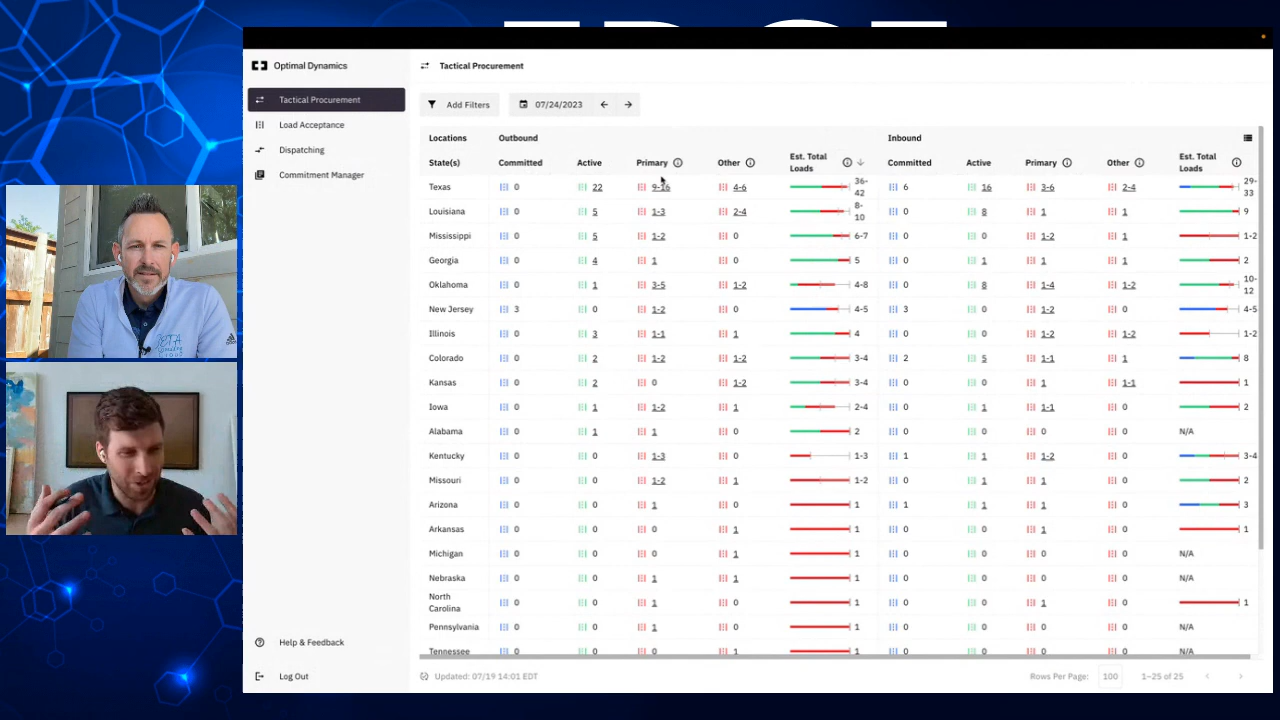 Optimal Dynamics
Tactical Procurement
Tactical Procurement
Load Acceptance
Dispatching
Commitment Manager
Help & Feedback
Log Out
Add Filters 07/24/2023
Locations Outbound Inbound
State(s) Committed Active Primary Other Est. Total Loads Committed Active Primary Other Est. Total Loads
Texas 0 22 9-16 4-6 36-42 6 16 3-6 2-4 29-33
Louisiana 0 5 1-3 2-4 8-10 0 8 1 1 9
Mississippi 0 5 1-2 0 6-7 0 0 1-2 1 1-2
Georgia 0 4 1 0 5 0 1 1 1 2
Oklahoma 0 1 3-5 1-2 4-8 0 8 1-4 1-2 10-12
New Jersey 3 0 1-2 0 4-5 3 0 1-2 0 4-5
Illinois 0 3 1-1 1 4 0 0 1-2 1-2 1-2
Colorado 0 2 1-2 1-2 3-4 2 5 1-1 1 8
Kansas 0 2 0 1-2 3-4 0 0 1 1-1 1
Iowa 0 1 1-2 1 2-4 0 1 1-1 0 2
Alabama 0 1 1 0 2 0 0 0 0 N/A
Kentucky 0 0 1-3 0 1-3 1 1 1-2 0 3-4
Missouri 0 0 1-2 1 1-2 0 1 1 0 2
Arizona 0 0 1 0 1 1 1 1 0 3
Arkansas 0 0 0 1 1 0 0 1 0 1
Michigan 0 0 0 1 1 0 0 0 0 N/A
Nebraska 0 0 1 1 1 0 0 0 0 N/A
North Carolina 0 0 1 0 1 0 0 1 0 1
Pennsylvania 0 0 1 0 1 0 0 0 0 N/A
Tennessee 0 0 0 1 1 0 0 0 0 N/A
Updated: 07/19 14:01 EDT Rows Per Page: 100 1–25 of 25